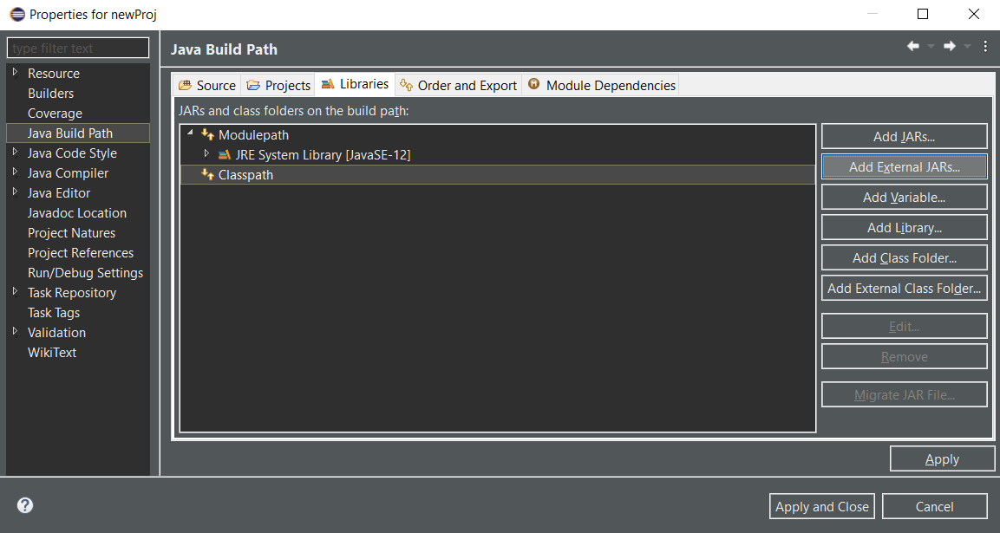 Properties for newProj
type filter text
Resource
Builders
Coverage
Java Build Path
Java Code Style
Java Compiler
Java Editor
Javadoc Location
Project Natures
Project References
Run/Debug Settings
Task Repository
Task Tags
Validation
WikiText
Java Build Path
Source Projects Libraries Order and Export Module Dependencies
JARs and class folders on the build path:
Modulepath
JRE System Library [JavaSE-12]
Classpath
Add JARs...
Add External JARs...
Add Variable...
Add Library...
Add Class Folder...
Add External Class Folder...
Edit...
Remove
Migrate JAR File...
Apply
Apply and Close Cancel